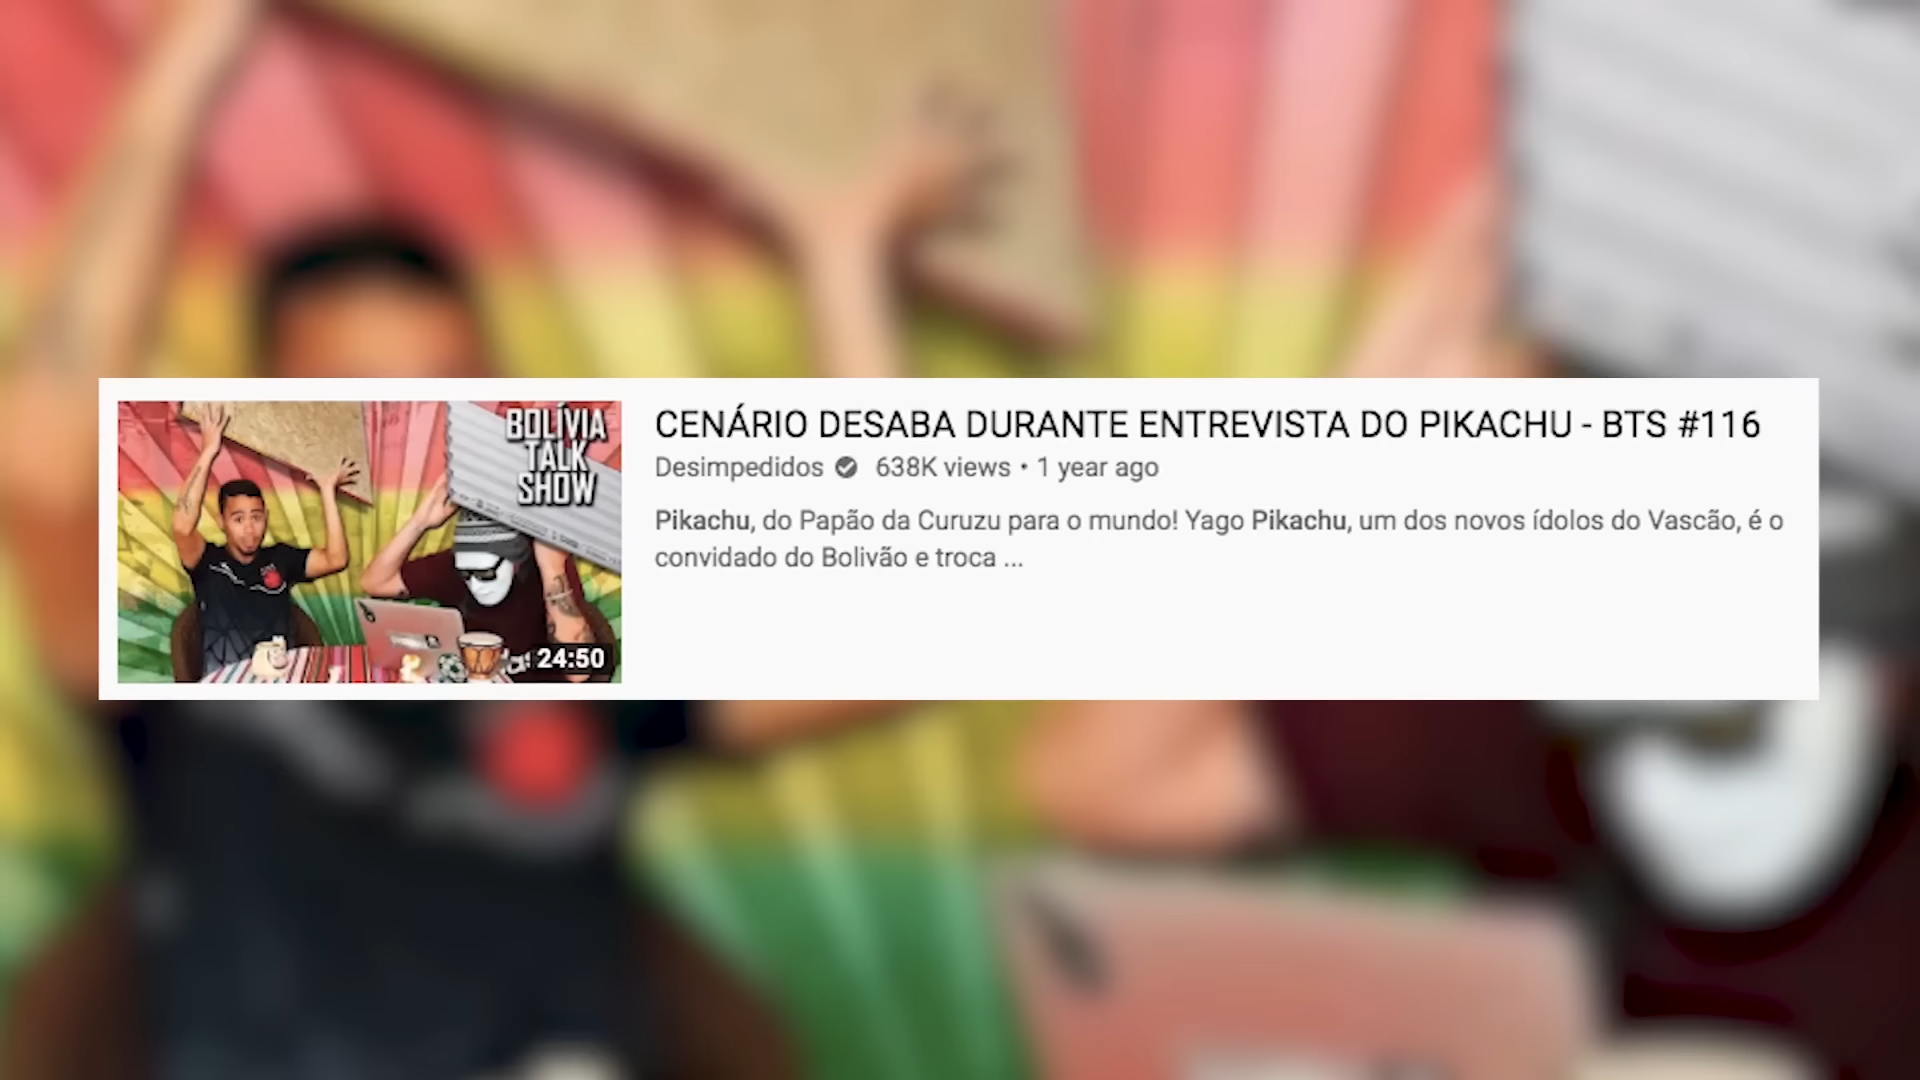 BOLÍVIA
TALK
SHOW
24:50
CENÁRIO DESABA DURANTE ENTREVISTA DO PIKACHU - BTS #116
Desimpedidos 638K views • 1 year ago
Pikachu, do Papão da Curuzu para o mundo! Yago Pikachu, um dos novos ídolos do Vascão, é o
convidado do Bolivão e troca ...